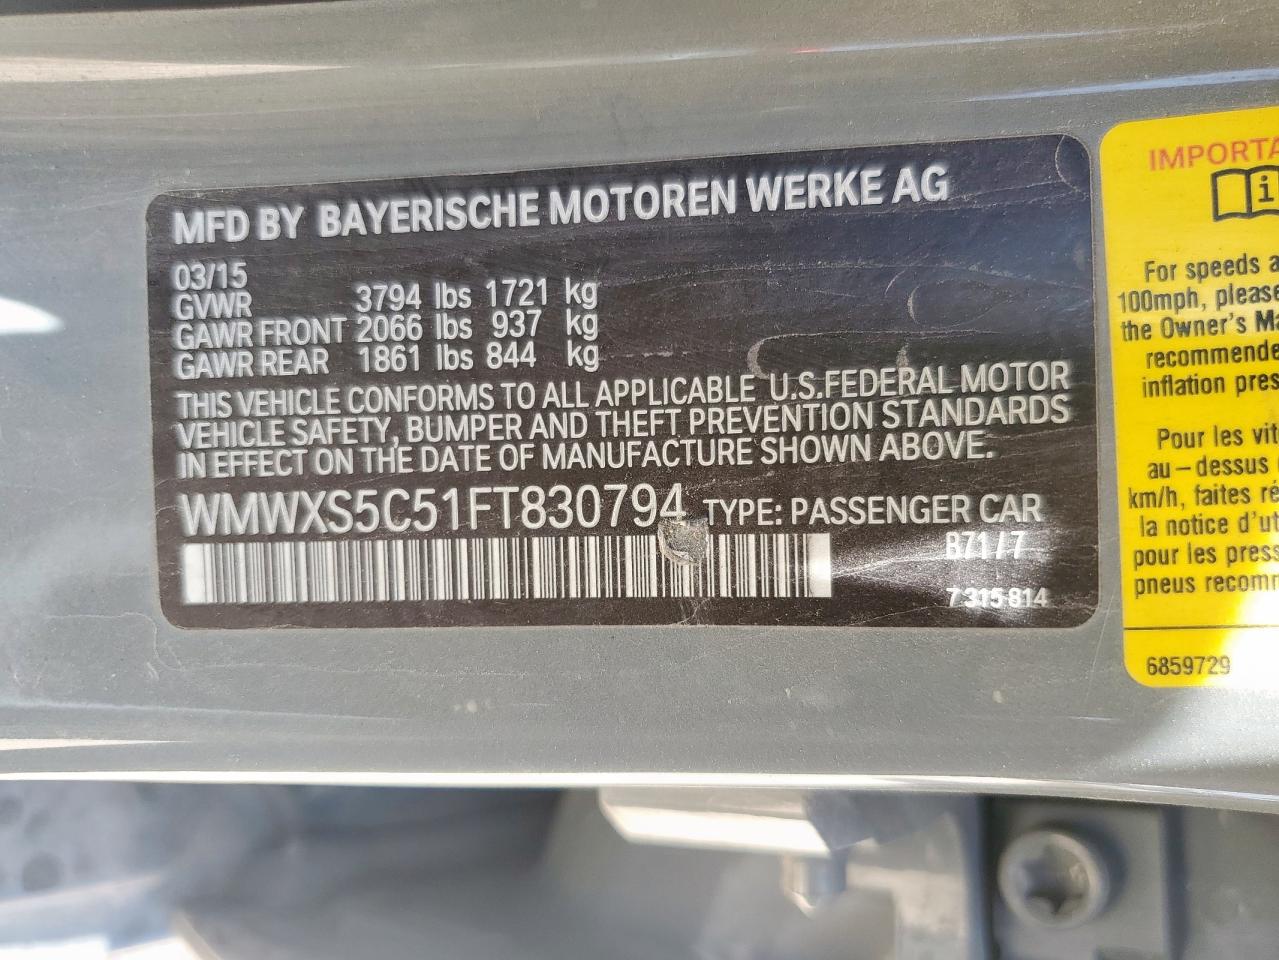 MFD BY BAYERISCHE MOTOREN WERKE AG
03/15
GVWR 3794 lbs 1721 kg
GAWR FRONT 2066 lbs 937 kg
GAWR REAR 1861 lbs 844 kg
THIS VEHICLE CONFORMS TO ALL APPLICABLE U.S.FEDERAL MOTOR
VEHICLE SAFETY, BUMPER AND THEFT PREVENTION STANDARDS
IN EFFECT ON THE DATE OF MANUFACTURE SHOWN ABOVE.
WMWXS5C51FT830794 TYPE: PASSENGER CAR
B71/7
7 315 814
IMPORTA
i
For speeds a
100mph, please
the Owner's Ma
recommende
inflation pres
Pour les vit
au-dessus
km/h, faites ré
la notice d'ut
pour les press
pneus recomm
6859729